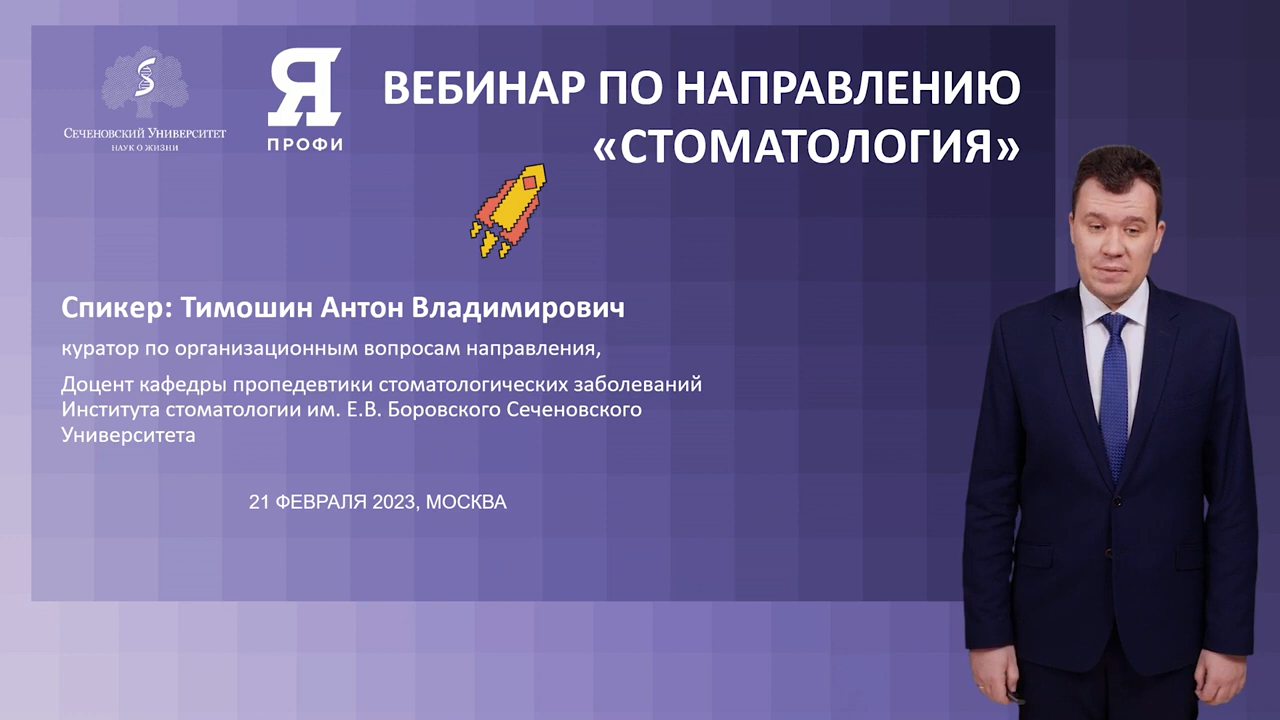 Сеченовский Университет
НАУК О ЖИЗНИ
Я
ПРОФИ
ВЕБИНАР ПО НАПРАВЛЕНИЮ
«СТОМАТОЛОГИЯ»
Спикер: Тимошин Антон Владимирович
куратор по организационным вопросам направления,
Доцент кафедры пропедевтики стоматологических заболеваний
Института стоматологии им. Е.В. Боровского Сеченовского
Университета
21 ФЕВРАЛЯ 2023, МОСКВА